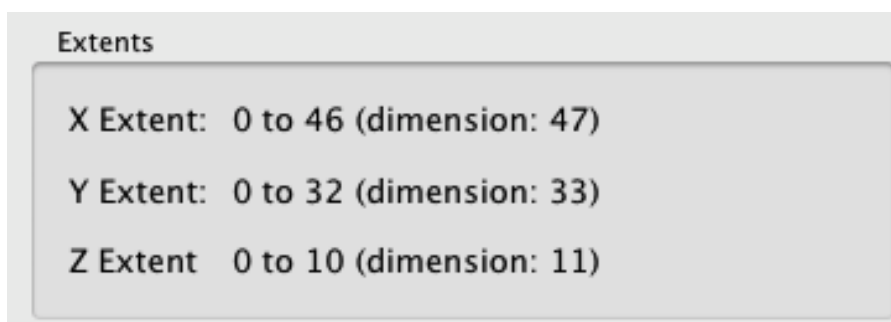 Extents
X Extent: 0 to 46 (dimension: 47)
Y Extent: 0 to 32 (dimension: 33)
Z Extent 0 to 10 (dimension: 11)